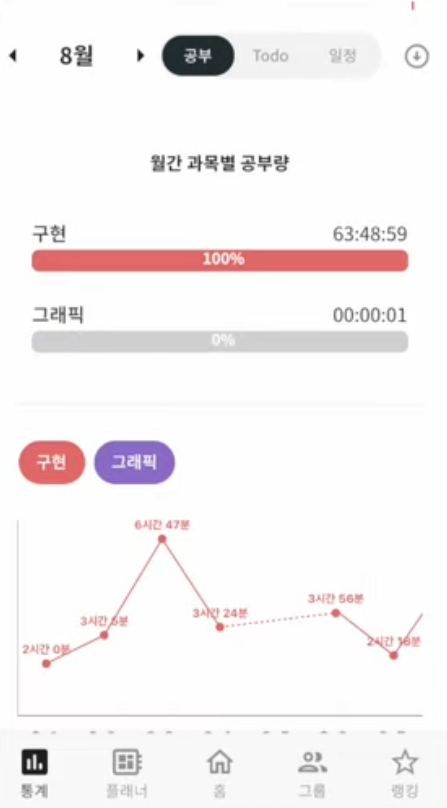 8월 공부 Todo 일정
월간 과목별 공부량
구현 63:48:59
100%
그래픽 00:00:01
0%
구현 그래픽
6시간 47분
3시간 56분
3시간 5분 3시간 24분
2시간 0분 2시간 18분
통계 플래너 홈 그룹 랭킹